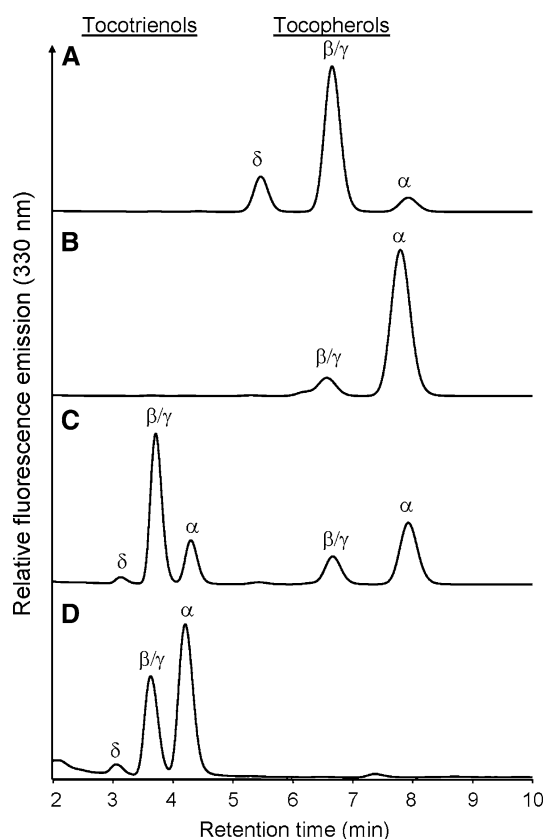 Tocotrienols Tocopherols
A
β/γ
δ
α
B
α
β/γ
C
β/γ
α
α
β/γ
δ
D
α
β/γ
δ
2 3 4 5 6 7 8 9 10
Retention time (min)
Relative fluorescence emission (330 nm)